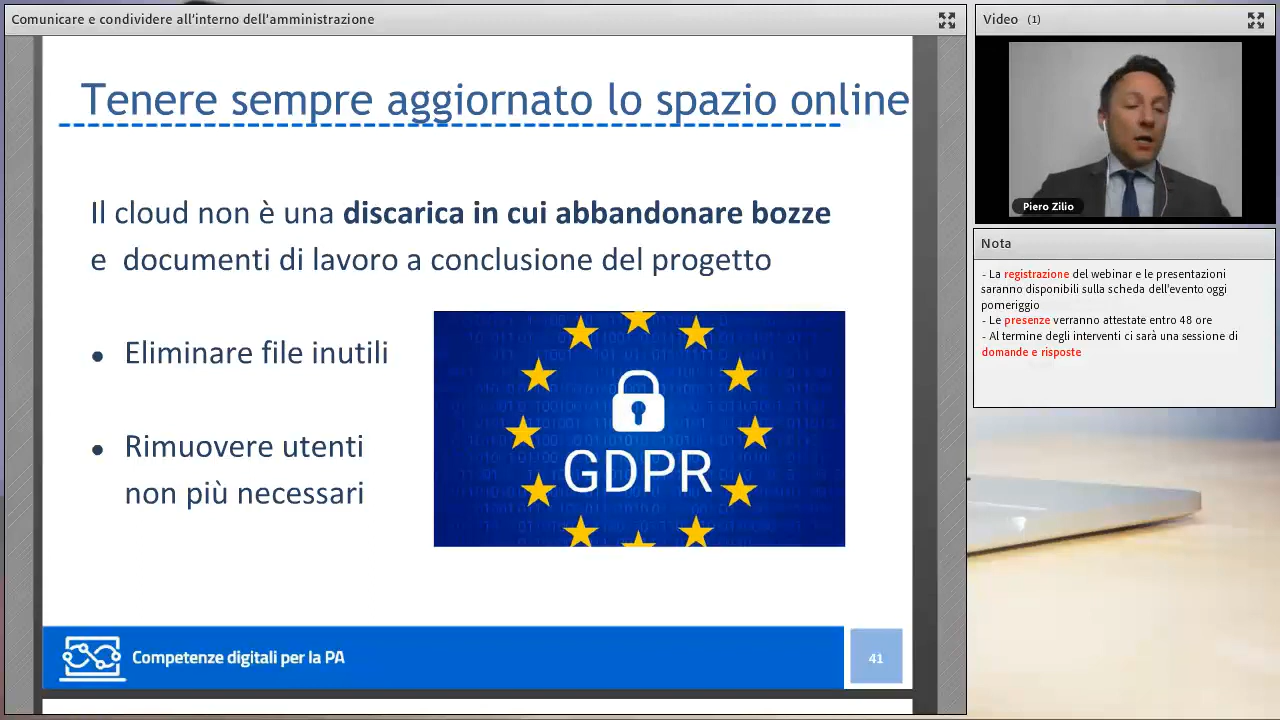 Comunicare e condividere all'interno dell'amministrazione
Tenere sempre aggiornato lo spazio online
Il cloud non è una discarica in cui abbandonare bozze
e documenti di lavoro a conclusione del progetto
• Eliminare file inutili
• Rimuovere utenti
non più necessari
GDPR
Competenze digitali per la PA
41
Video (1)
Piero Zilio
Nota
- La registrazione del webinar e le presentazioni
saranno disponibili sulla scheda dell'evento oggi
pomeriggio
- Le presenze verranno attestate entro 48 ore
- Al termine degli interventi ci sarà una sessione di
domande e risposte